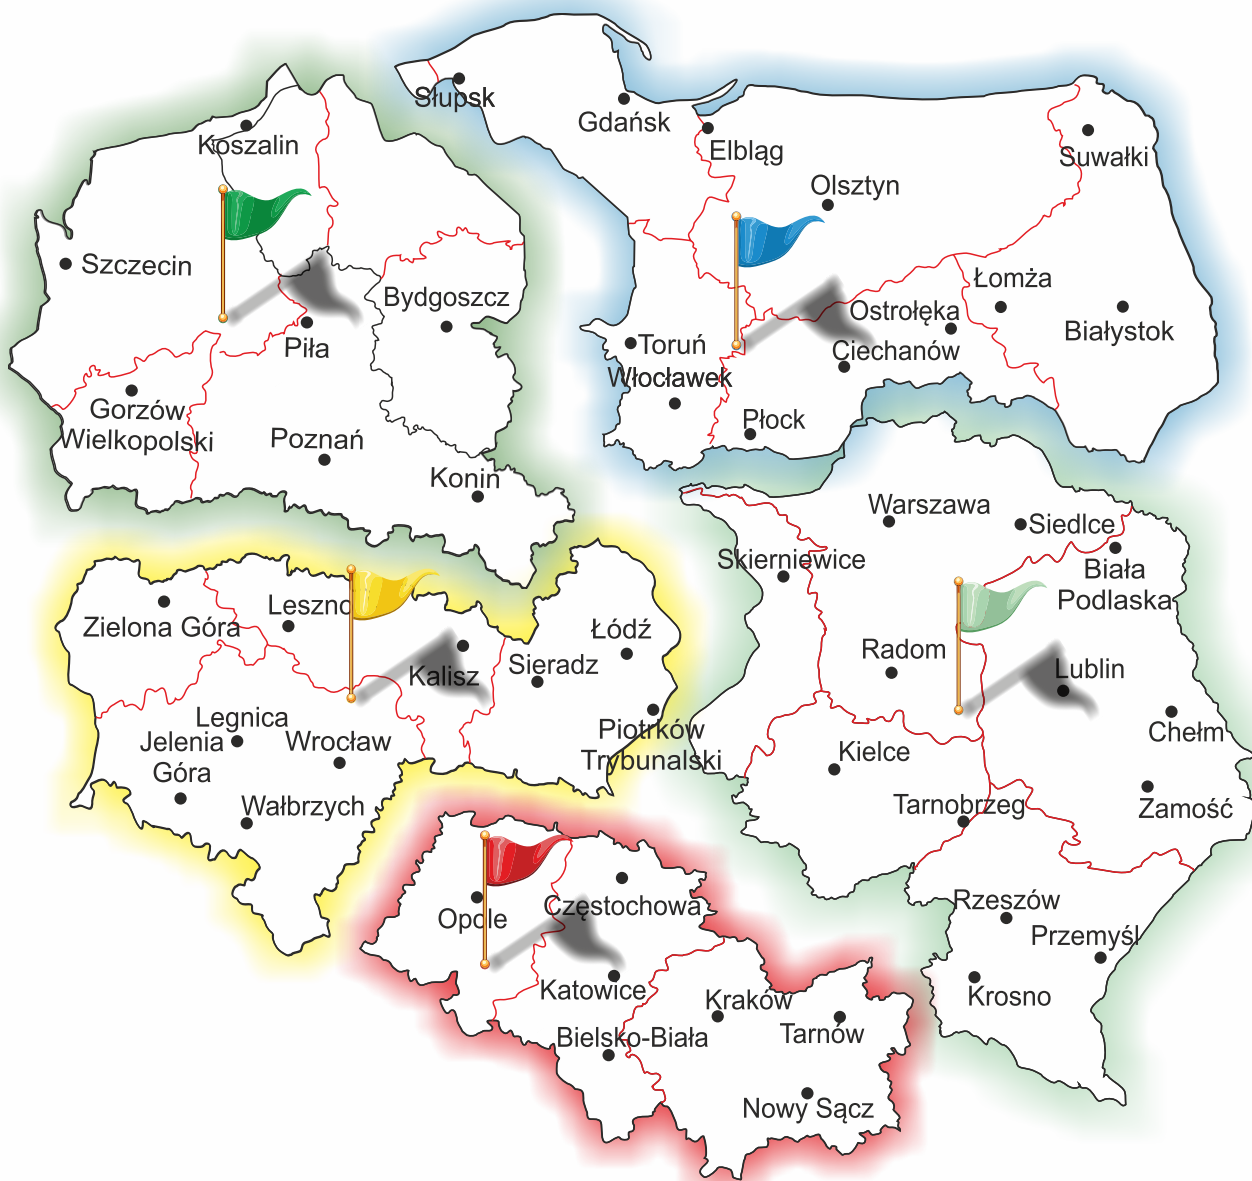 Słupsk
Gdańsk
Elbląg
Olsztyn
Suwałki
Koszalin
Szczecin
Bydgoszcz
Piła
Gorzów
Wielkopolski
Poznań
Konin
Łomża
Ostrołęka
Białystok
Toruń
Ciechanów
Włocławek
Płock
Warszawa
Siedlce
Skierniewice
Biała
Podlaska
Radom
Lublin
Chełm
Kielce
Tarnobrzeg
Zamość
Rzeszów
Przemyśl
Krosno
Leszno
Zielona Góra
Łódź
Sieradz
Kalisz
Legnica
Jelenia
Góra
Wrocław
Piotrków
Trybunalski
Wałbrzych
Opole
Częstochowa
Katowice
Kraków
Tarnów
Bielsko-Biała
Nowy Sącz